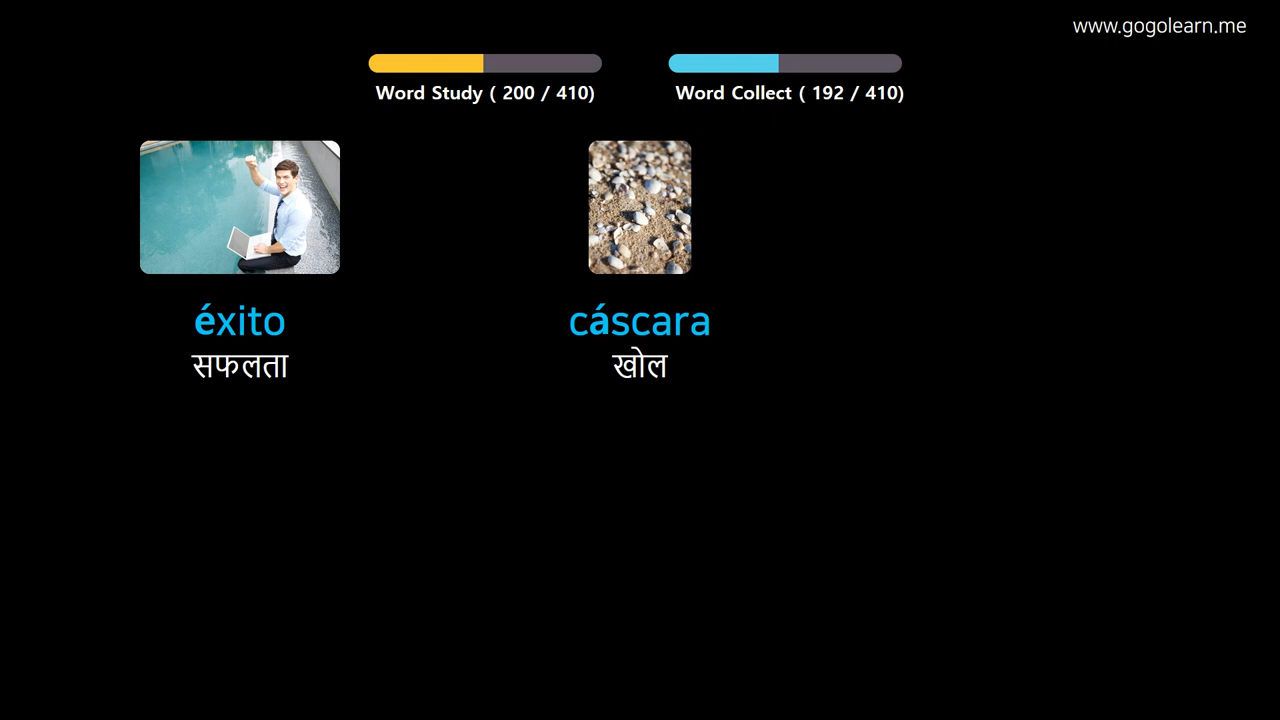 www.gogolearn.me
Word Study ( 200 / 410)
Word Collect ( 192 / 410)
éxito
सफलता
cáscara
खोल